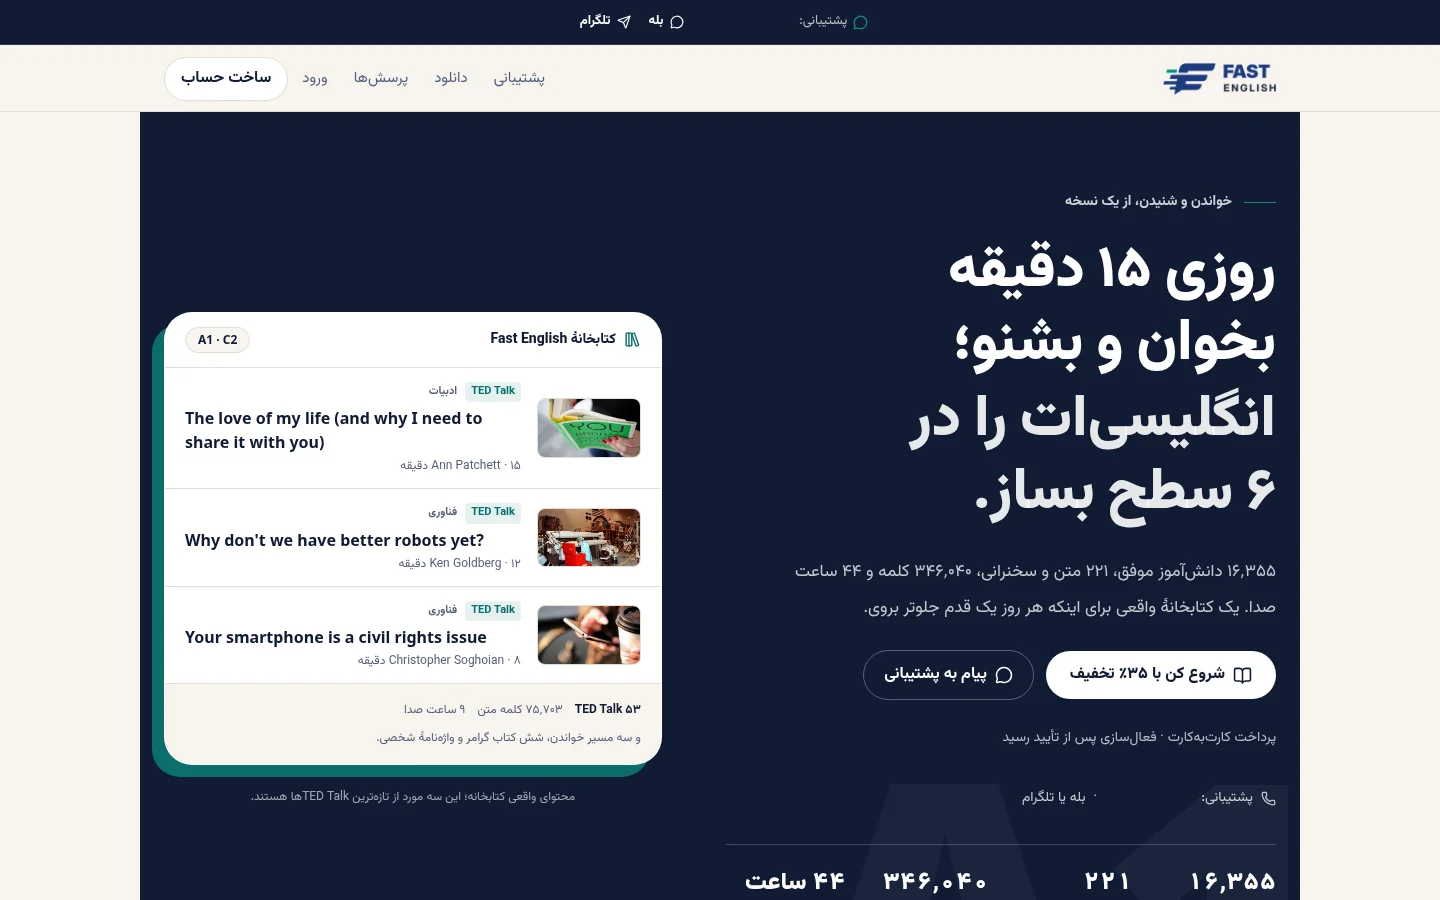 پشتیبانی:
بله
تلگرام
FAST
ENGLISH
پشتیبانی
دانلود
پرسش‌ها
ورود
ساخت حساب
خواندن و شنیدن، از یک نسخه
روزی ۱۵ دقیقه
بخوان و بشنو؛
انگلیسی‌ات را در
۶ سطح بساز.
۱۶,۳۵۵ دانش‌آموز موفق، ۲۲۱ متن و سخنرانی، ۳۴۶,۰۴۰ کلمه و ۴۴ ساعت
صدا. یک کتابخانهٔ واقعی برای اینکه هر روز یک قدم جلوتر بروی.
شروع کن با ۳۵٪ تخفیف
پیام به پشتیبانی
پرداخت کارت‌به‌کارت · فعال‌سازی پس از تأیید رسید
پشتیبانی:
· بله یا تلگرام
۱۶,۳۵۵
۲۲۱
۳۴۶,۰۴۰
۴۴ ساعت
کتابخانهٔ Fast English
A1 · C2
TED Talk
ادبیات
The love of my life (and why I need to
share it with you)
Ann Patchett · ۱۵ دقیقه
YOU
TED Talk
فناوری
Why don't we have better robots yet?
Ken Goldberg · ۱۲ دقیقه
TED Talk
فناوری
Your smartphone is a civil rights issue
Christopher Soghoian · ۸ دقیقه
۵۳ TED Talk
۷۵,۷۰۳ کلمه متن
۹ ساعت صدا
و سه مسیر خواندن، شش کتاب گرامر و واژه‌نامهٔ شخصی.
محتوای واقعی کتابخانه؛ این سه مورد از تازه‌ترین TED Talkها هستند.